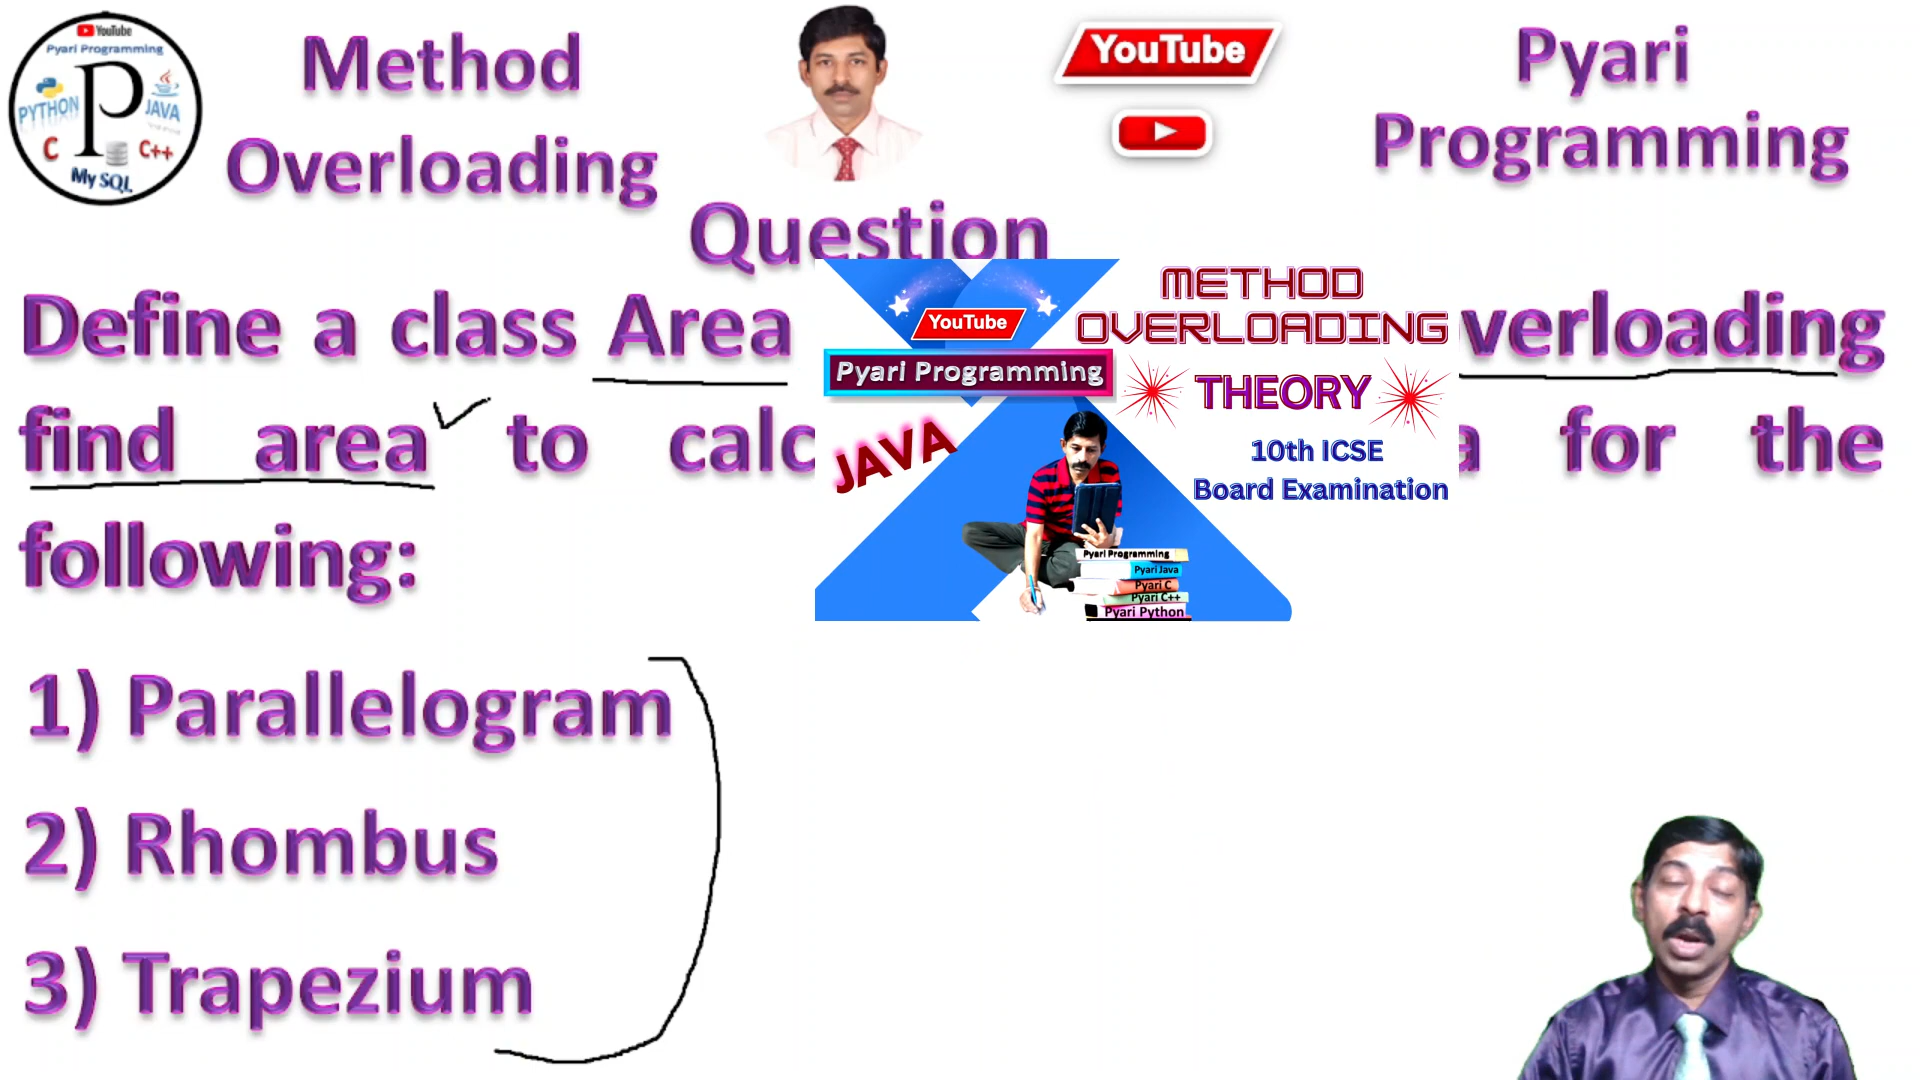 YouTube
Pyari Programming
PYTHON
JAVA
C
C++
My SQL
P
Method
Overloading
YouTube
Pyari
Programming
Question
Define a class Area
verloading
find area to calc
for the
following:
1) Parallelogram
2) Rhombus
3) Trapezium
YouTube
Pyari Programming
JAVA
METHOD
OVERLOADING
THEORY
10th ICSE
Board Examination
Pyari Programming
Pyari Java
Pyari C
Pyari C++
Pyari Python